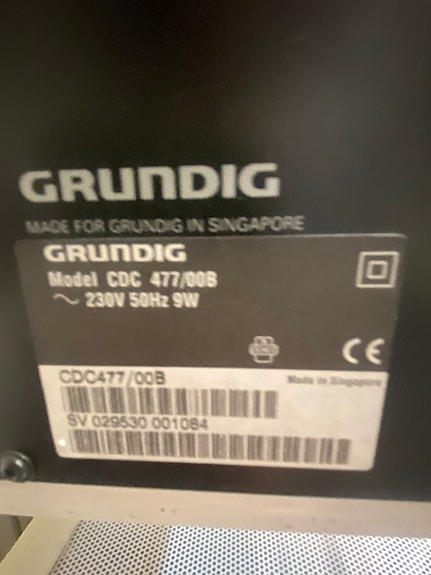 GRUNDIG
MADE FOR GRUNDIG IN SINGAPORE
GRUNDIG
Model CDC 477/00B
~ 230V 50Hz 9W
CE
CDC477/00B
Made in Singapore
SV 029530 001084